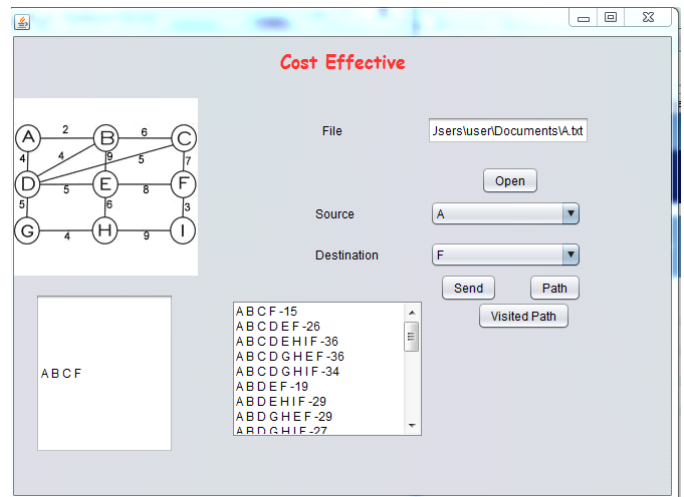 Cost Effective
A 2 B 6 C
4 4 9 5 7
D 5 E 8 F
5 6 3
G 4 H 9 I
File
Jsers\user\Documents\A.txt
Open
Source
A
Destination
F
Send
Path
Visited Path
A B C F
A B C F -15
A B C D E F -26
A B C D E H I F -36
A B C D G H E F -36
A B C D G H I F -34
A B D E F -19
A B D E H I F -29
A B D G H E F -29
A B D G H I F -27